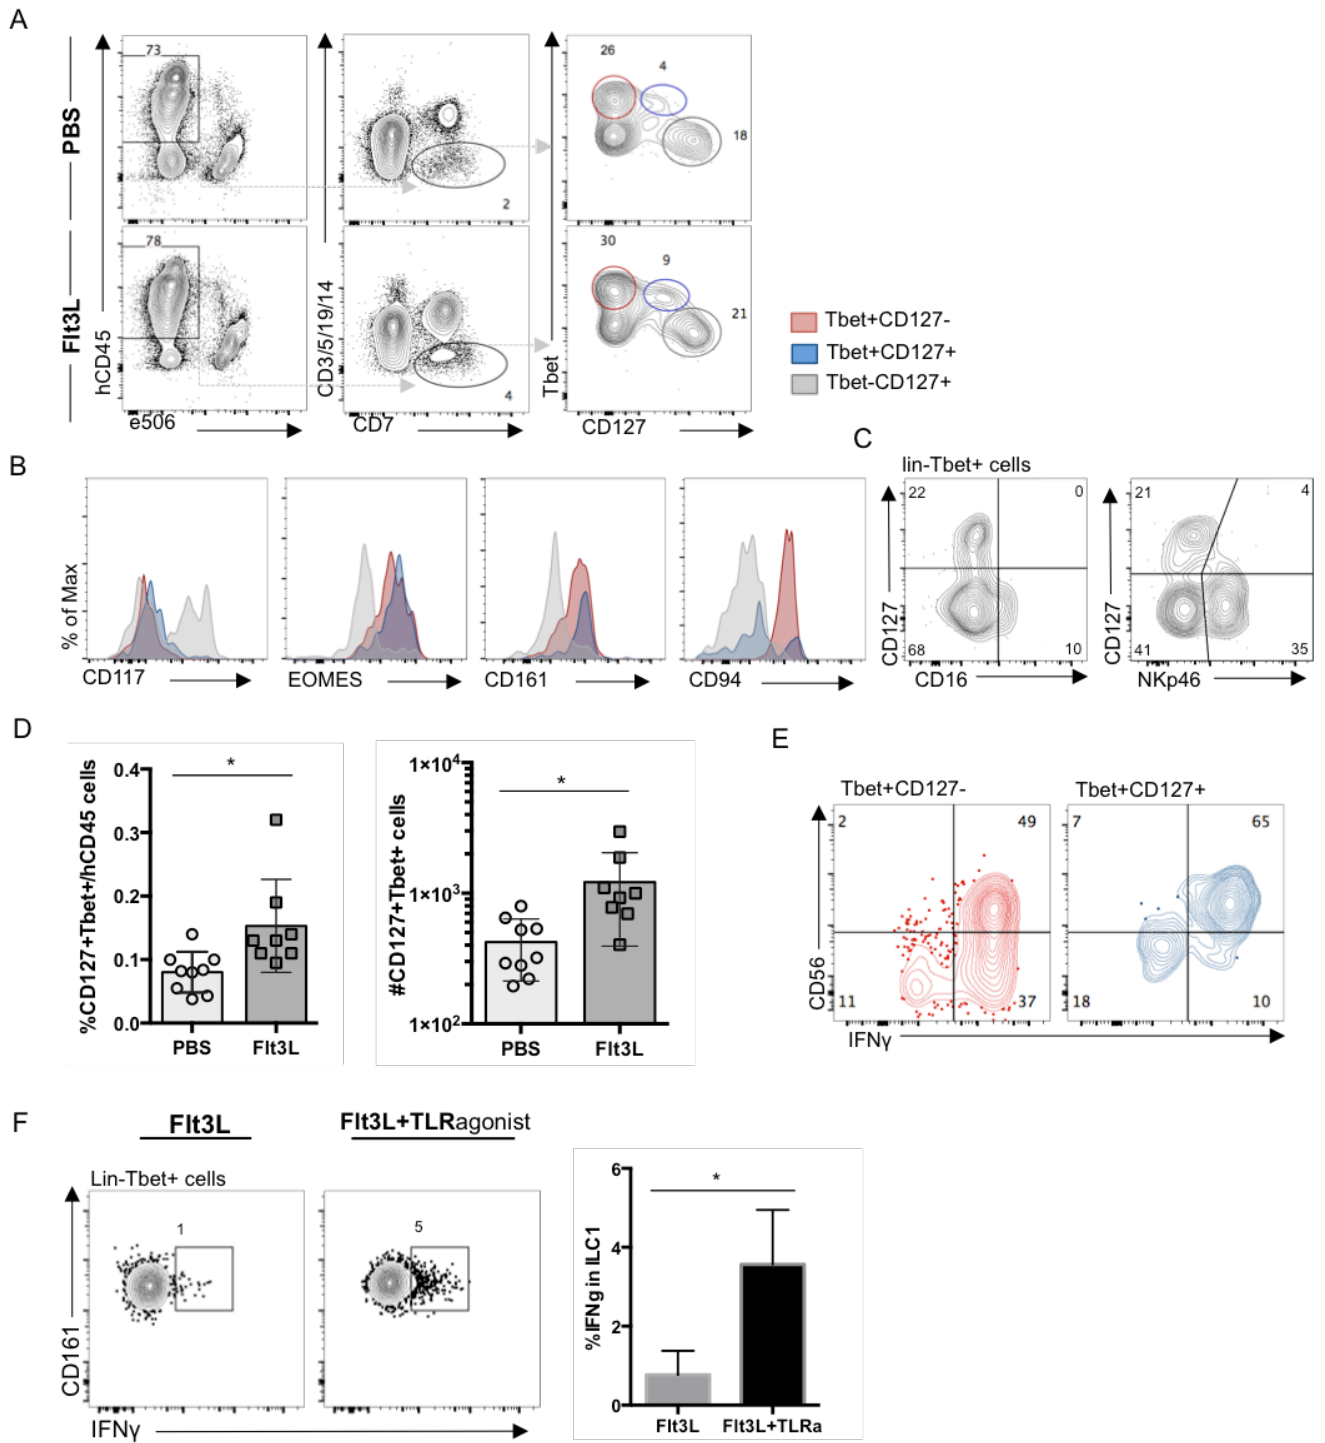 A
PBS
hCD45
73
2
26
4
18
Flt3L
78
e506
CD3/5/19/14
4
CD7
Tbet
30
9
21
CD127
Tbet+CD127-
Tbet+CD127+
Tbet-CD127+
B
% of Max
CD117
EOMES
CD161
CD94
C
lin-Tbet+ cells
CD127
22
0
68
10
CD16
CD127
21
4
41
35
NKp46
D
%CD127+Tbet+/hCD45 cells
0.4
0.3
0.2
0.1
0.0
*
PBS
Flt3L
#CD127+Tbet+ cells
1×10⁴
1×10³
1×10²
*
PBS
Flt3L
E
Tbet+CD127-
Tbet+CD127+
CD56
2
49
11
37
7
65
18
10
IFNγ
F
Flt3L
Flt3L+TLRagonist
Lin-Tbet+ cells
CD161
1
5
IFNγ
%IFNg in ILC1
6
4
2
0
*
Flt3L
Flt3L+TLRa